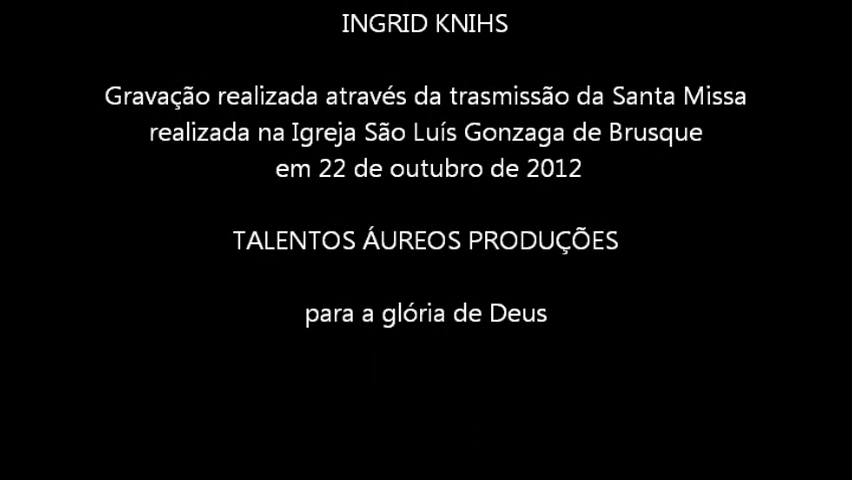 INGRID KNIHS
Gravação realizada através da trasmissão da Santa Missa
realizada na Igreja São Luís Gonzaga de Brusque
em 22 de outubro de 2012
TALENTOS ÁUREOS PRODUÇÕES
para a glória de Deus